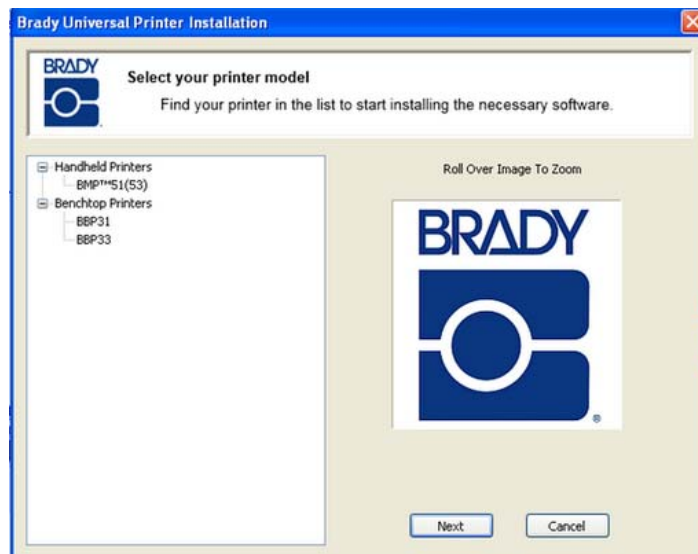 Brady Universal Printer Installation
BRADY
Select your printer model
Find your printer in the list to start installing the necessary software.
Handheld Printers
BMP™51(53)
Benchtop Printers
BBP31
BBP33
Roll Over Image To Zoom
BRADY
®
Next
Cancel